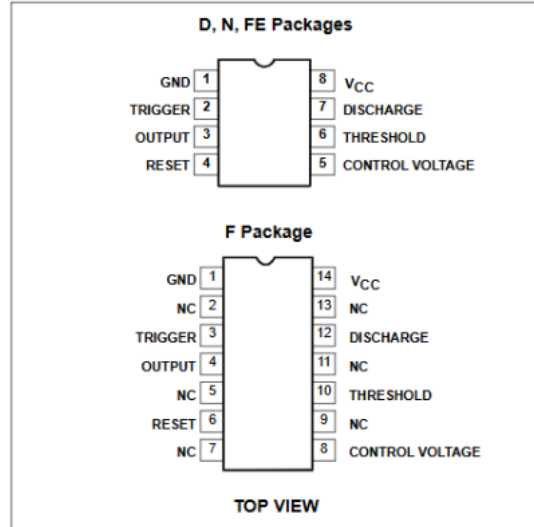 D, N, FE Packages
GND 1 8 VCC
TRIGGER 2 7 DISCHARGE
OUTPUT 3 6 THRESHOLD
RESET 4 5 CONTROL VOLTAGE
F Package
GND 1 14 VCC
NC 2 13 NC
TRIGGER 3 12 DISCHARGE
OUTPUT 4 11 NC
NC 5 10 THRESHOLD
RESET 6 9 NC
NC 7 8 CONTROL VOLTAGE
TOP VIEW